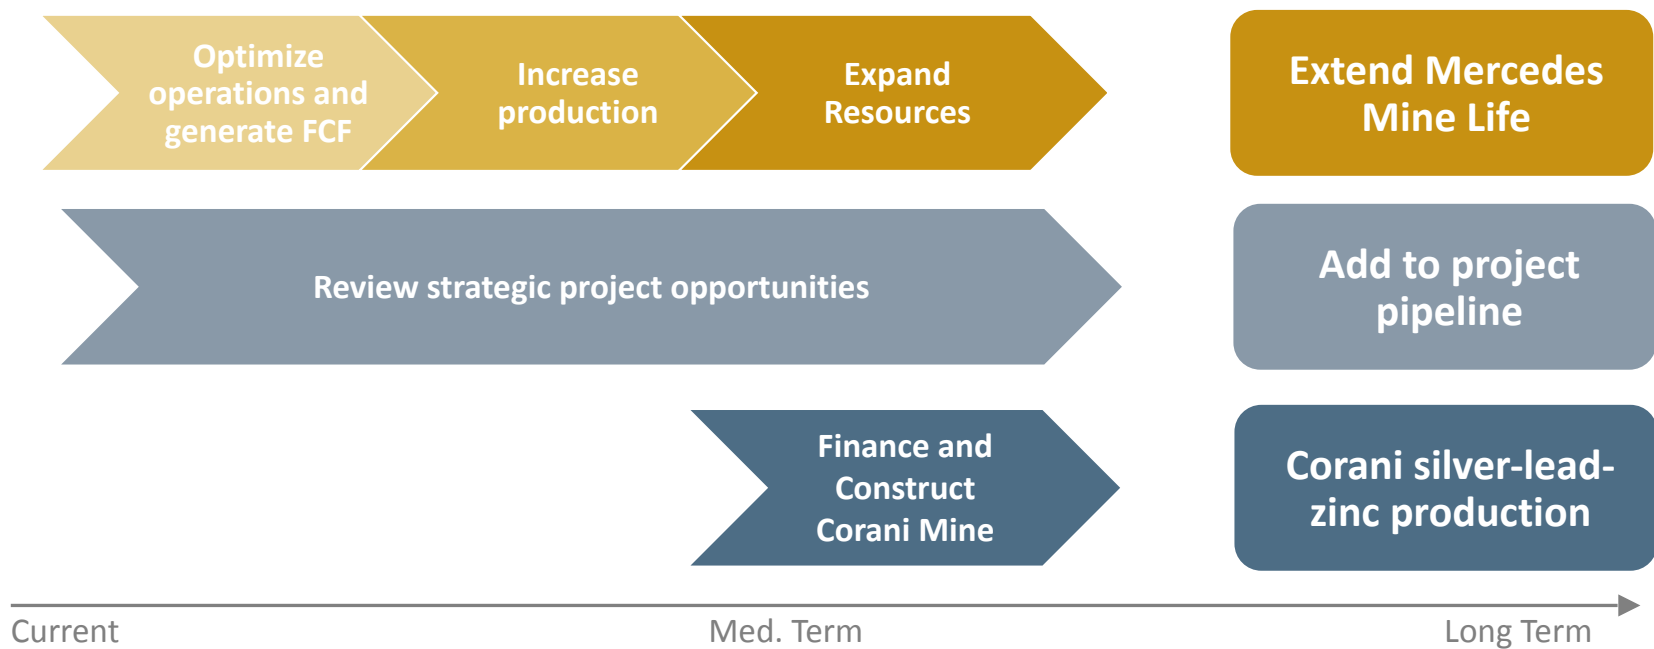 Optimize
operations and
generate FCF
Increase
production
Expand
Resources
Extend Mercedes
Mine Life
Review strategic project opportunities
Add to project
pipeline
Finance and
Construct
Corani Mine
Corani silver-lead-
zinc production
Current
Med. Term
Long Term